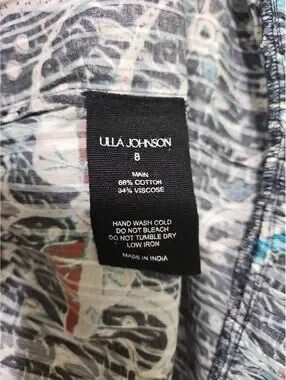 ULLA JOHNSON
8
MAIN
66% COTTON
34% VISCOSE
HAND WASH COLD
DO NOT BLEACH
DO NOT TUMBLE DRY
LOW IRON
MADE IN INDIA